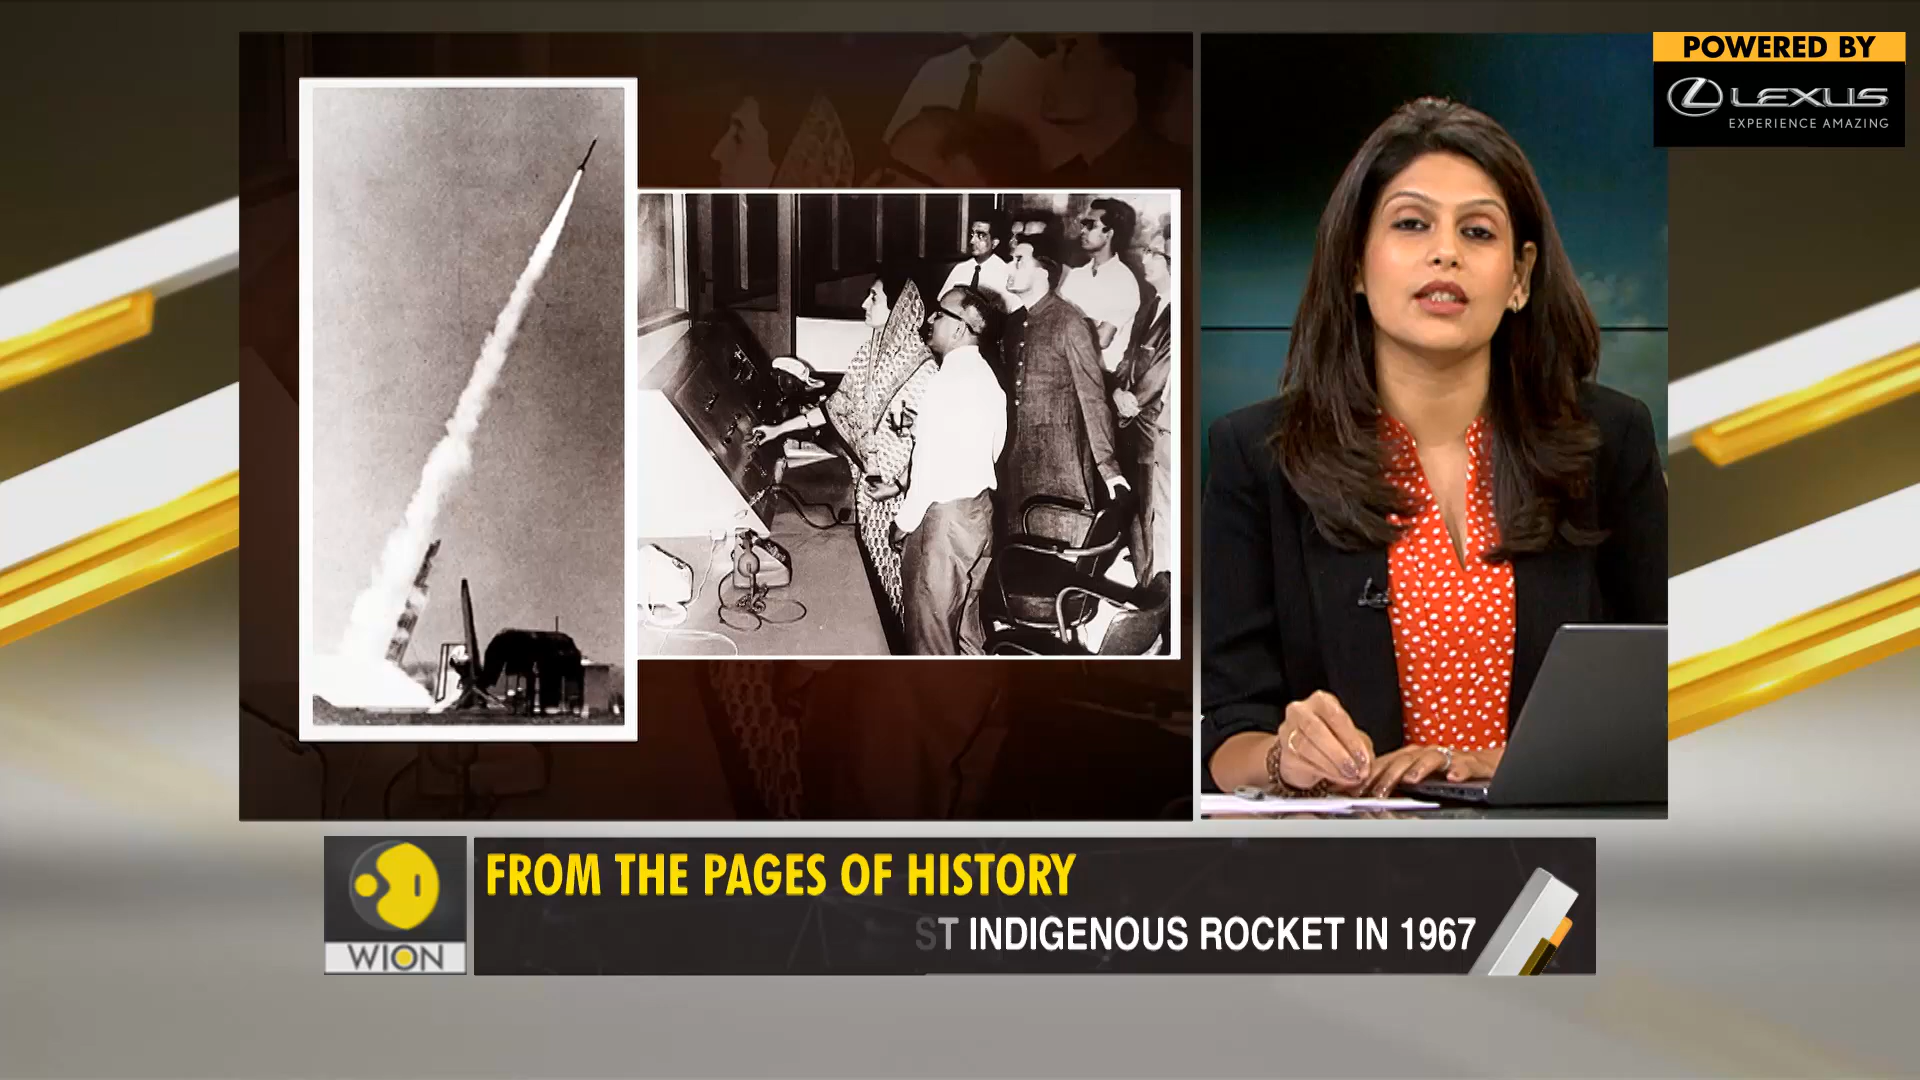 POWERED BY
LEXUS
EXPERIENCE AMAZING
FROM THE PAGES OF HISTORY
ST INDIGENOUS ROCKET IN 1967
WION